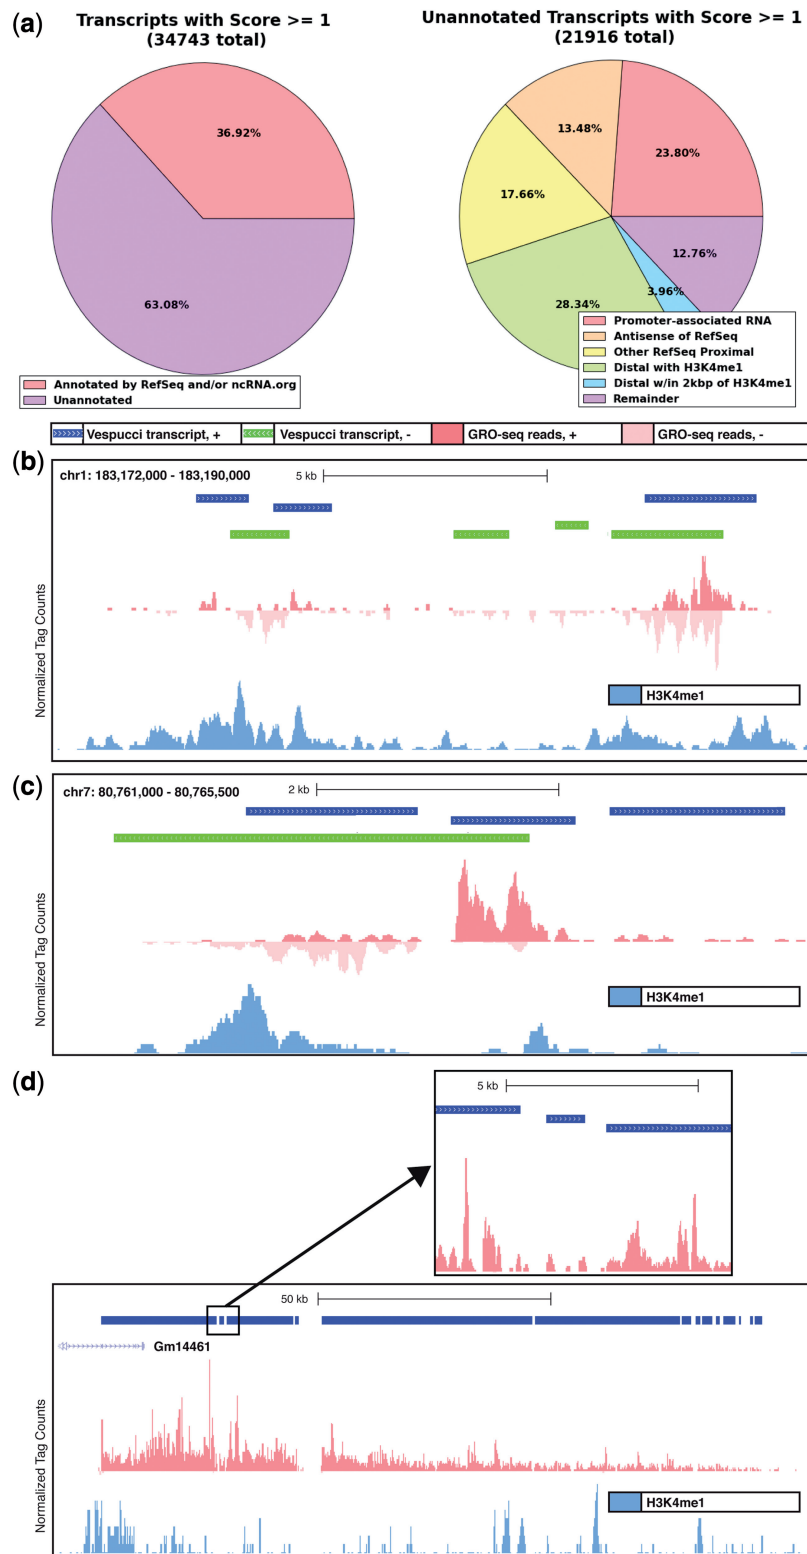 (a)
Transcripts with Score >= 1
(34743 total)
36.92%
63.08%
Annotated by RefSeq and/or ncRNA.org
Unannotated
Unannotated Transcripts with Score >= 1
(21916 total)
13.48%
23.80%
17.66%
12.76%
3.96%
28.34%
Promoter-associated RNA
Antisense of RefSeq
Other RefSeq Proximal
Distal with H3K4me1
Distal w/in 2kbp of H3K4me1
Remainder
Vespucci transcript, + Vespucci transcript, - GRO-seq reads, + GRO-seq reads, -
(b)
chr1: 183,172,000 - 183,190,000
5 kb
Normalized Tag Counts
H3K4me1
(c)
chr7: 80,761,000 - 80,765,500
2 kb
Normalized Tag Counts
H3K4me1
(d)
5 kb
50 kb
Gm14461
Normalized Tag Counts
H3K4me1